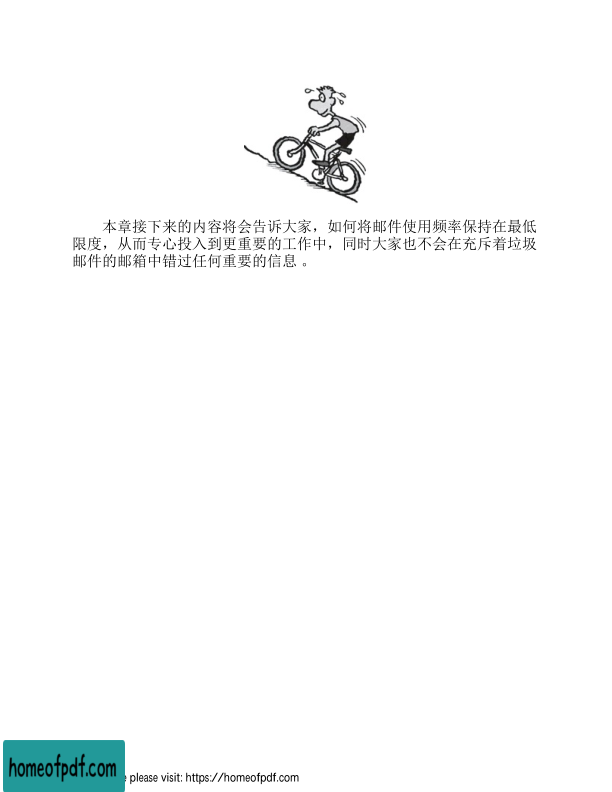 本章接下来的内容将会告诉大家，如何将邮件使用频率保持在最低
限度，从而专心投入到更重要的工作中，同时大家也不会在充斥着垃圾
邮件的邮箱中错过任何重要的信息 。
homeofpdf.com
please visit: https://homeofpdf.com